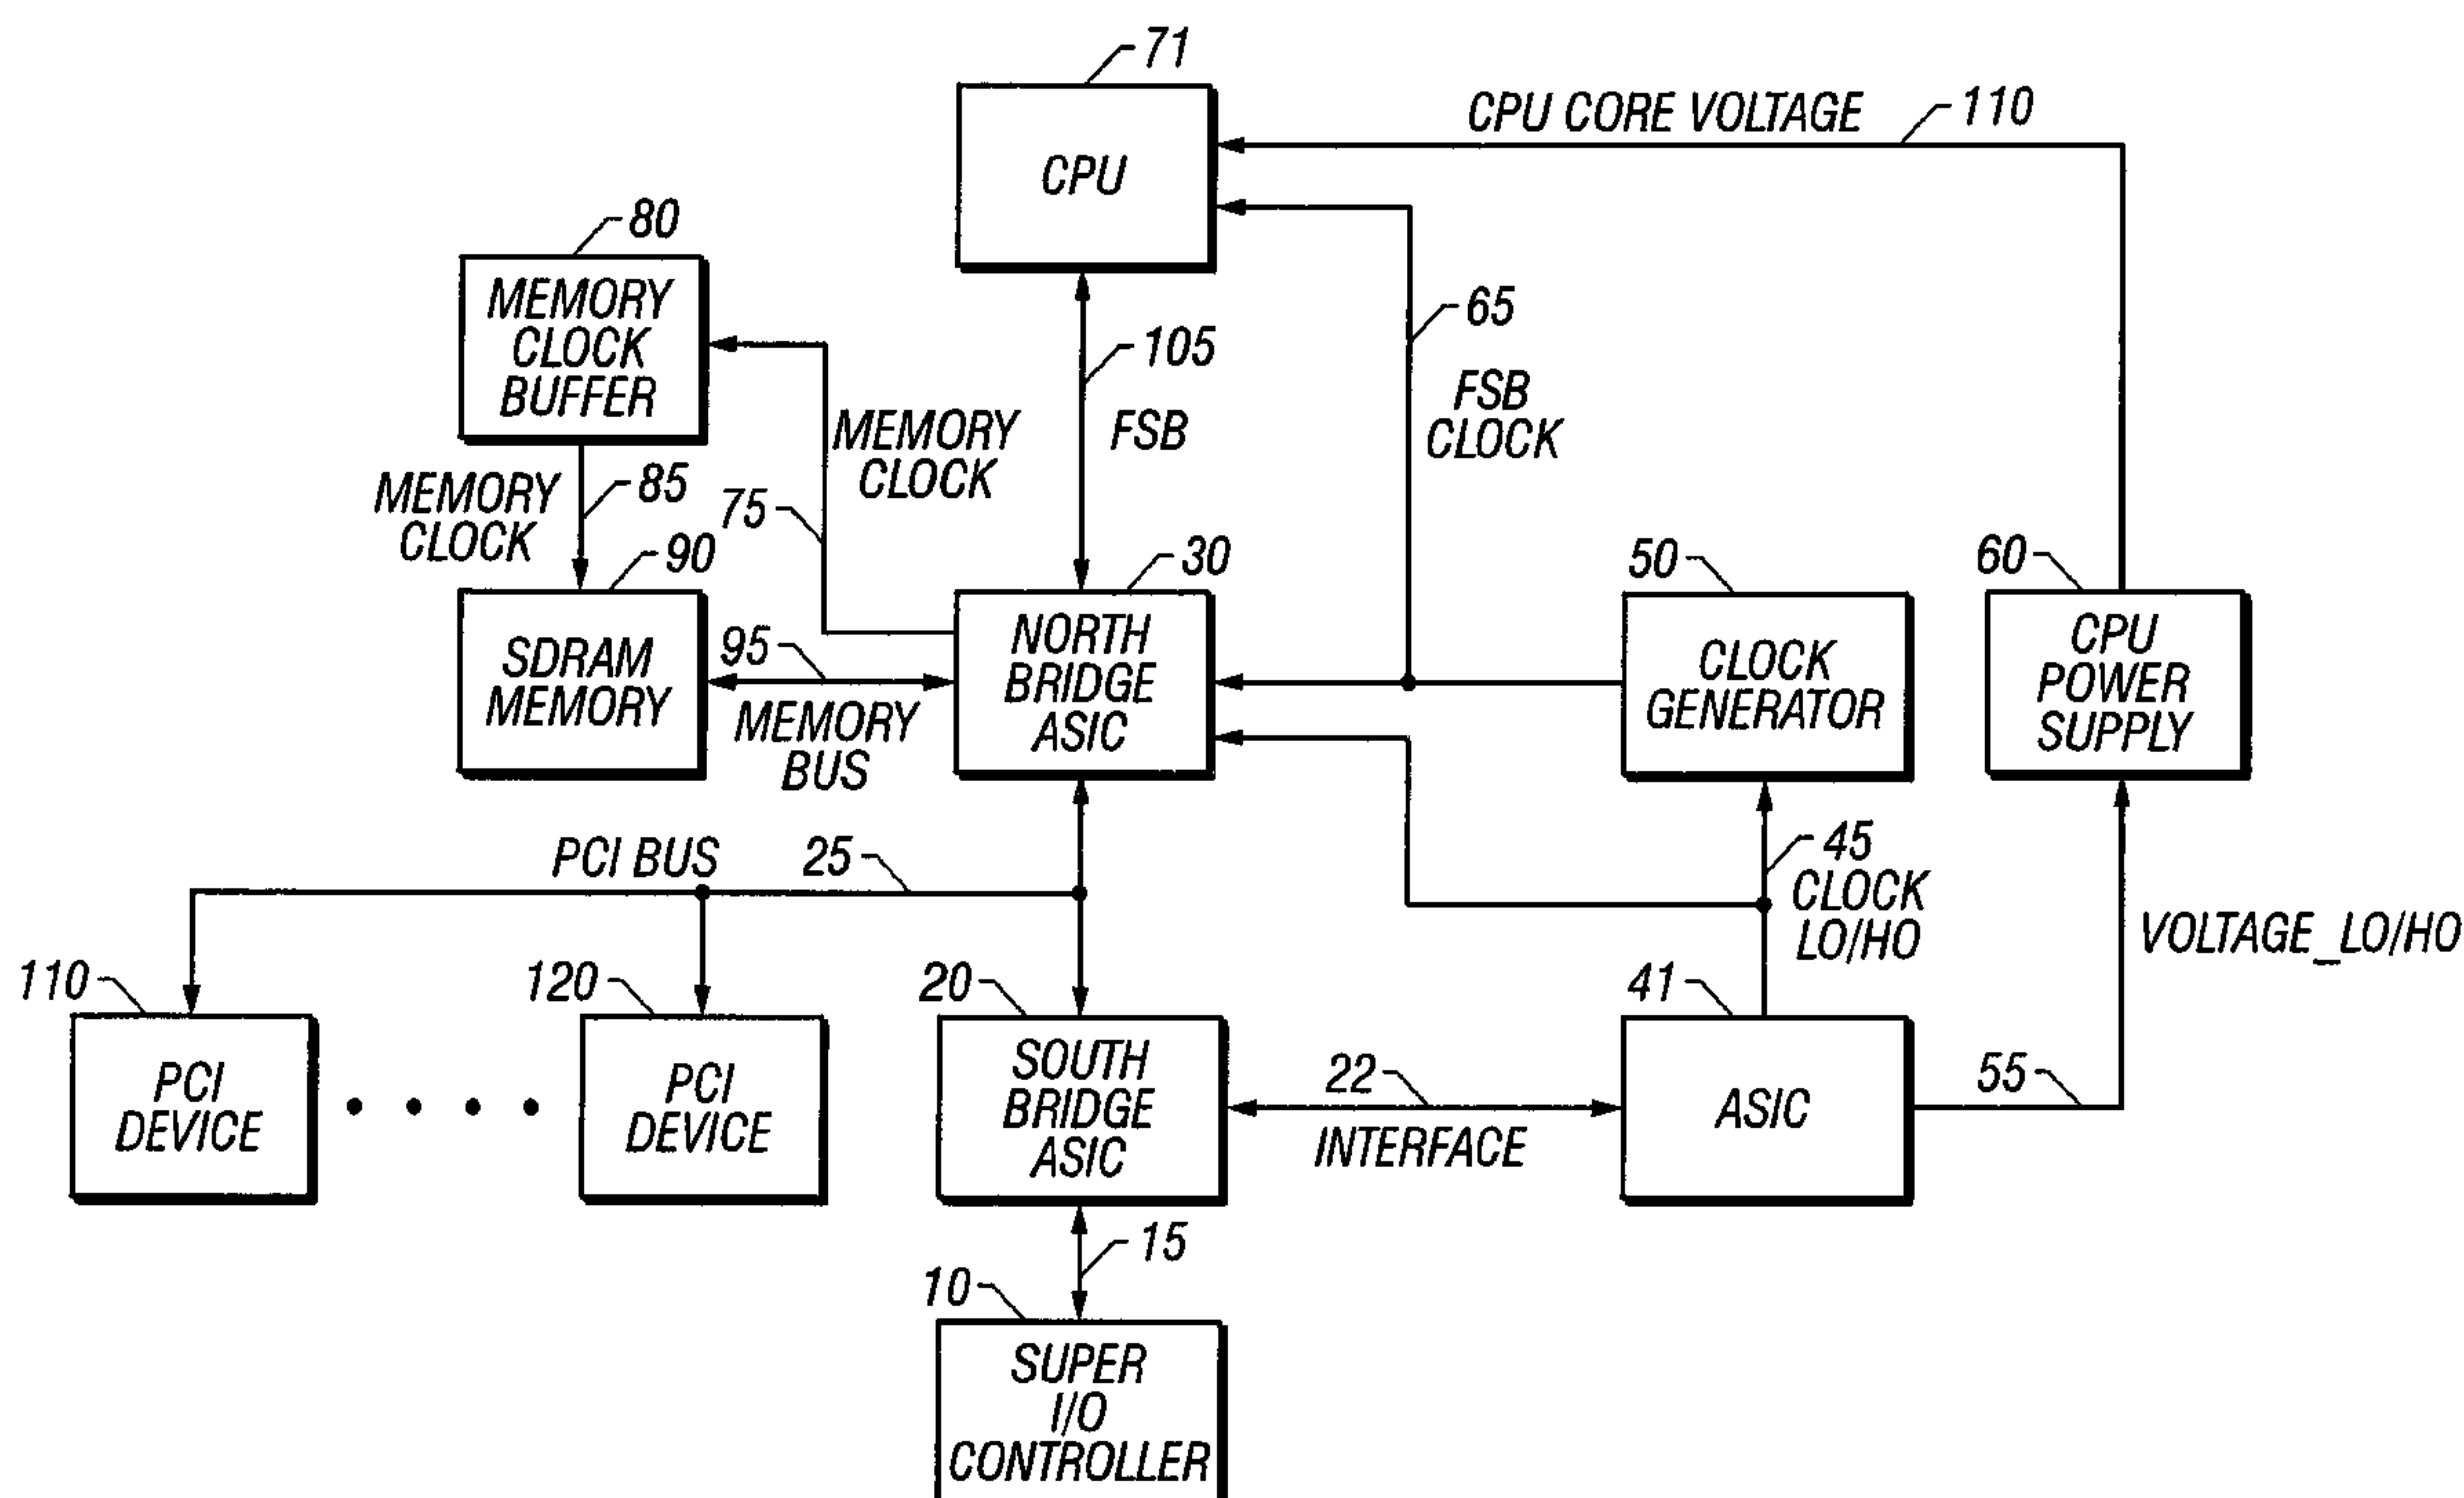 71
CPU CORE VOLTAGE
110
CPU
80
MEMORY
CLOCK
BUFFER
65
105
FSB
CLOCK
FSB
MEMORY
CLOCK
MEMORY
CLOCK
85
75
90
30
50
60
SDRAM
MEMORY
95
MEMORY
BUS
NORTH
BRIDGE
ASIC
CLOCK
GENERATOR
CPU
POWER
SUPPLY
PCI BUS
25
45
CLOCK
LO/HO
VOLTAGE_LO/HO
110
120
20
41
PCI
DEVICE
PCI
DEVICE
SOUTH
BRIDGE
ASIC
22
INTERFACE
ASIC
55
15
10
SUPER
I/O
CONTROLLER